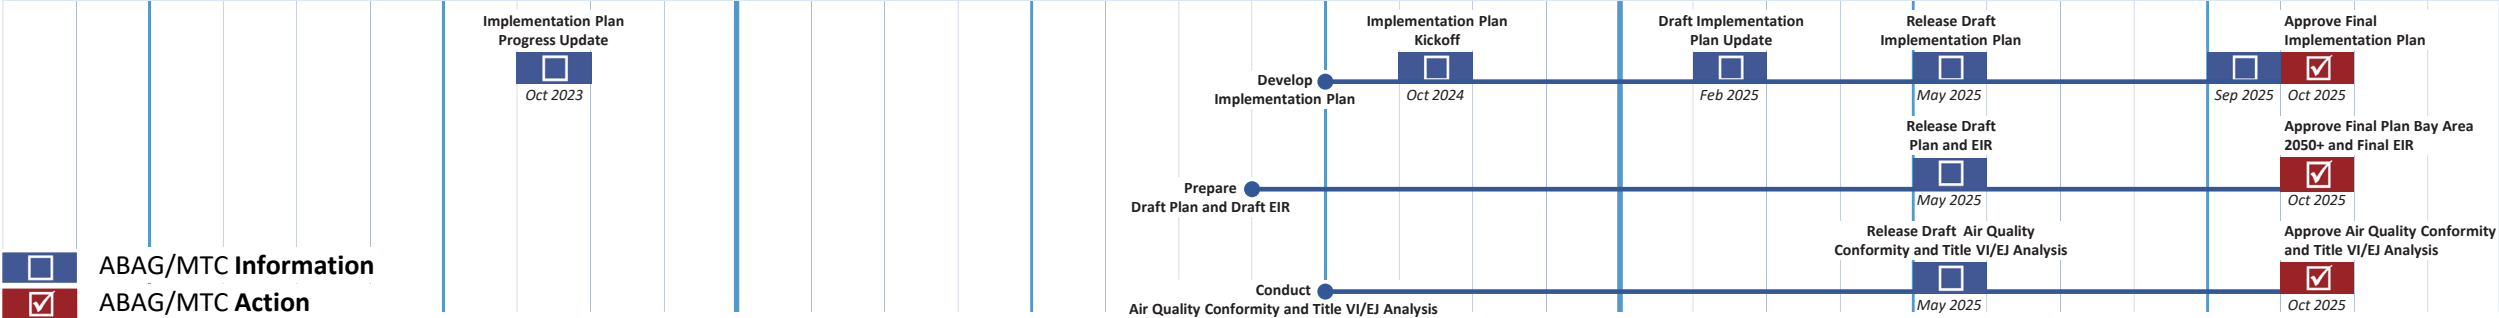 Implementation Plan
Progress Update
Oct 2023
Implementation Plan
Kickoff
Oct 2024
Draft Implementation
Plan Update
Feb 2025
Release Draft
Implementation Plan
May 2025
Sep 2025
Approve Final
Implementation Plan
Oct 2025
Develop
Implementation Plan
Release Draft
Plan and EIR
May 2025
Approve Final Plan Bay Area
2050+ and Final EIR
Oct 2025
Prepare
Draft Plan and Draft EIR
Release Draft Air Quality
Conformity and Title VI/EJ Analysis
May 2025
Approve Air Quality Conformity
and Title VI/EJ Analysis
Oct 2025
Conduct
Air Quality Conformity and Title VI/EJ Analysis
ABAG/MTC Information
ABAG/MTC Action